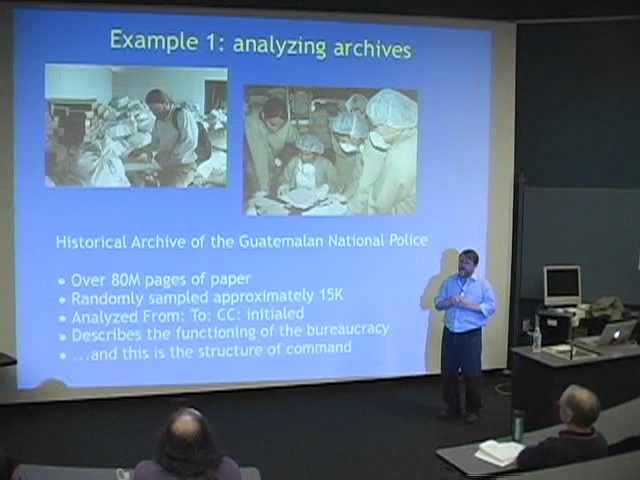 Example 1: analyzing archives
Historical Archive of the Guatemalan National Police
• Over 80M pages of paper
• Randomly sampled approximately 15K
• Analyzed From: To: CC: initialed
• Describes the functioning of the bureaucracy
• ...and this is the structure of command